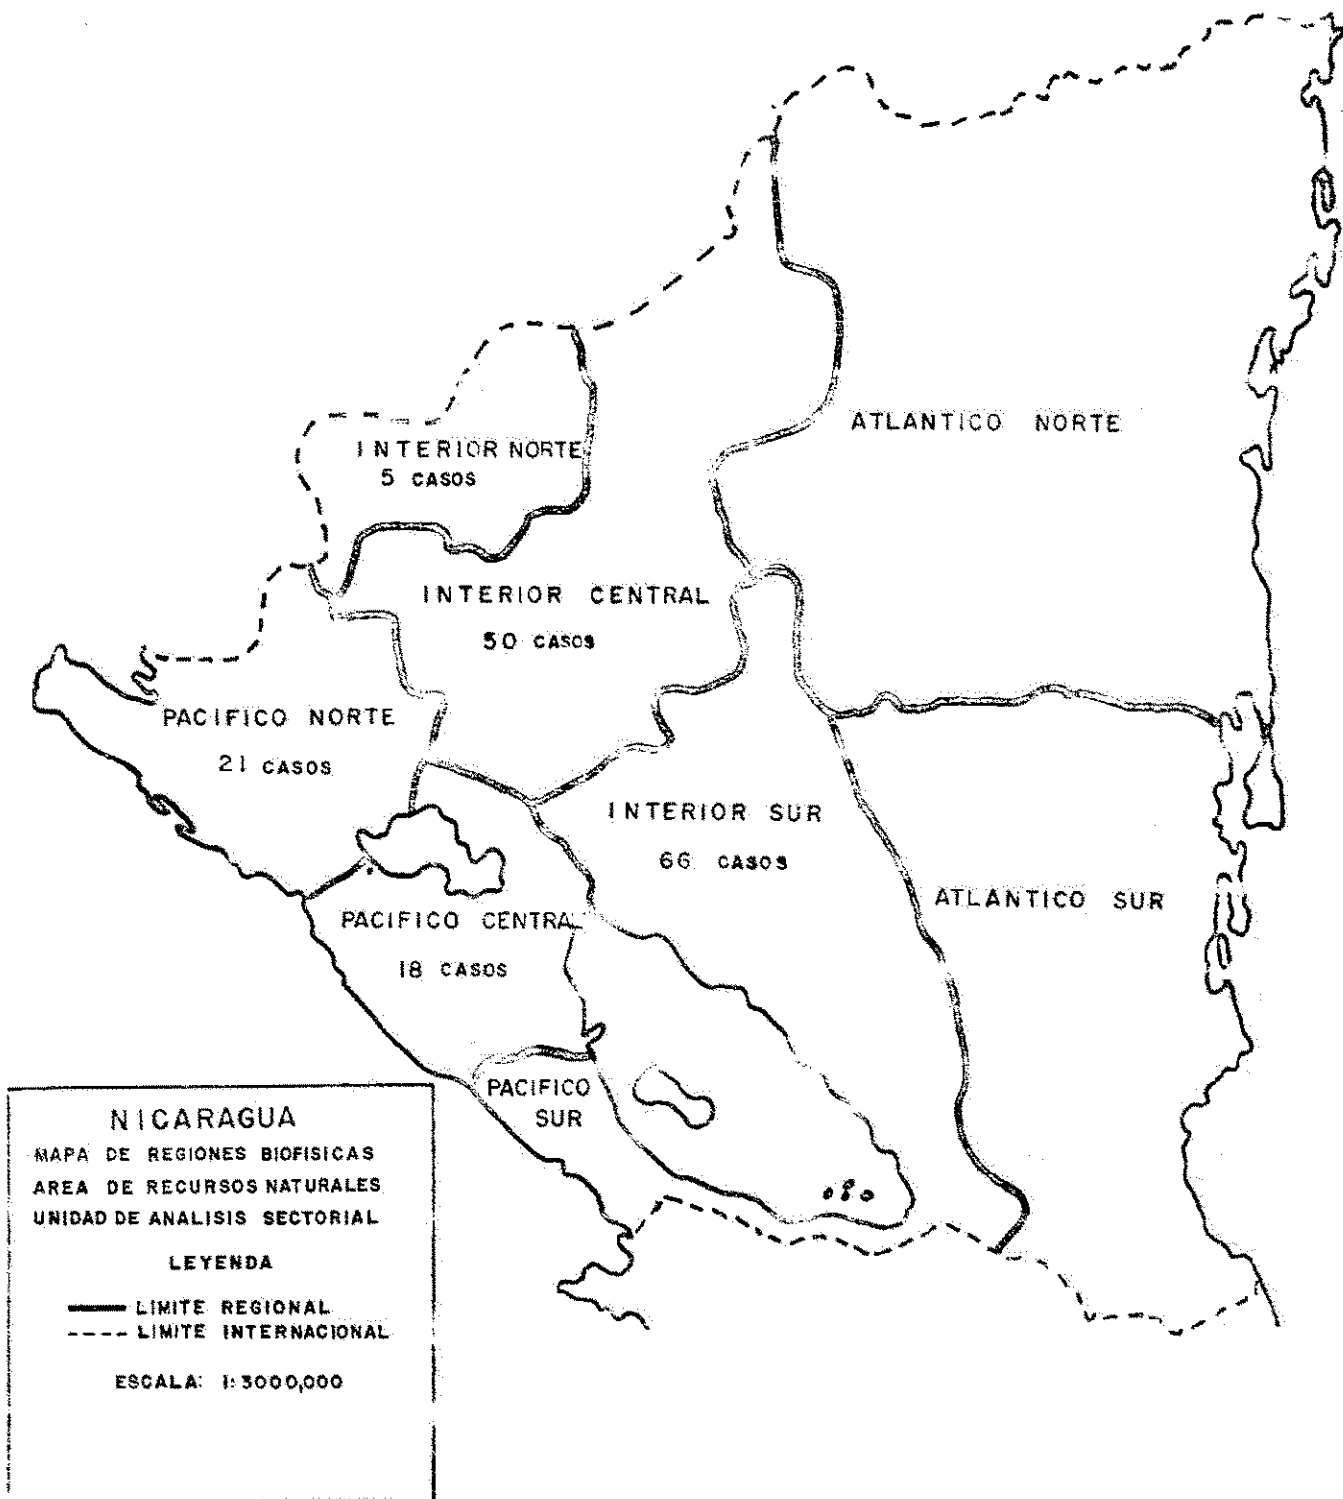 ATLANTICO NORTE
INTERIOR NORTE
5 CASOS
INTERIOR CENTRAL
50 CASOS
PACIFICO NORTE
21 CASOS
INTERIOR SUR
66 CASOS
ATLANTICO SUR
PACIFICO CENTRAL
18 CASOS
PACIFICO
SUR
NICARAGUA
MAPA DE REGIONES BIOFISICAS
AREA DE RECURSOS NATURALES
UNIDAD DE ANALISIS SECTORIAL
LEYENDA
LIMITE REGIONAL
LIMITE INTERNACIONAL
ESCALA: 1:3000,000